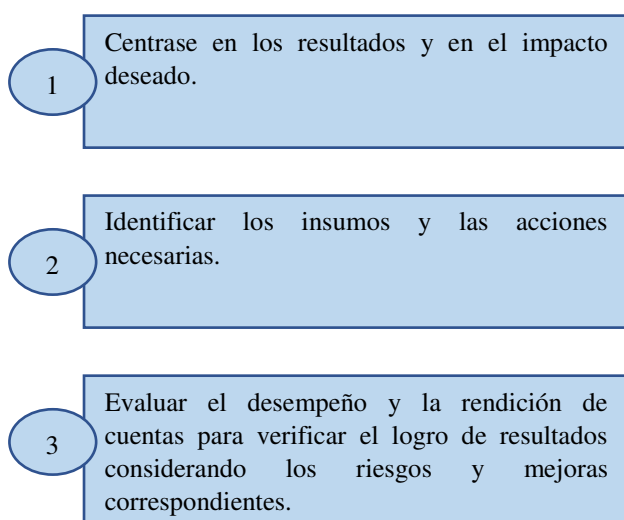 1
Centrase en los resultados y en el impacto
deseado.
2
Identificar los insumos y las acciones
necesarias.
3
Evaluar el desempeño y la rendición de
cuentas para verificar el logro de resultados
considerando los riesgos y mejoras
correspondientes.